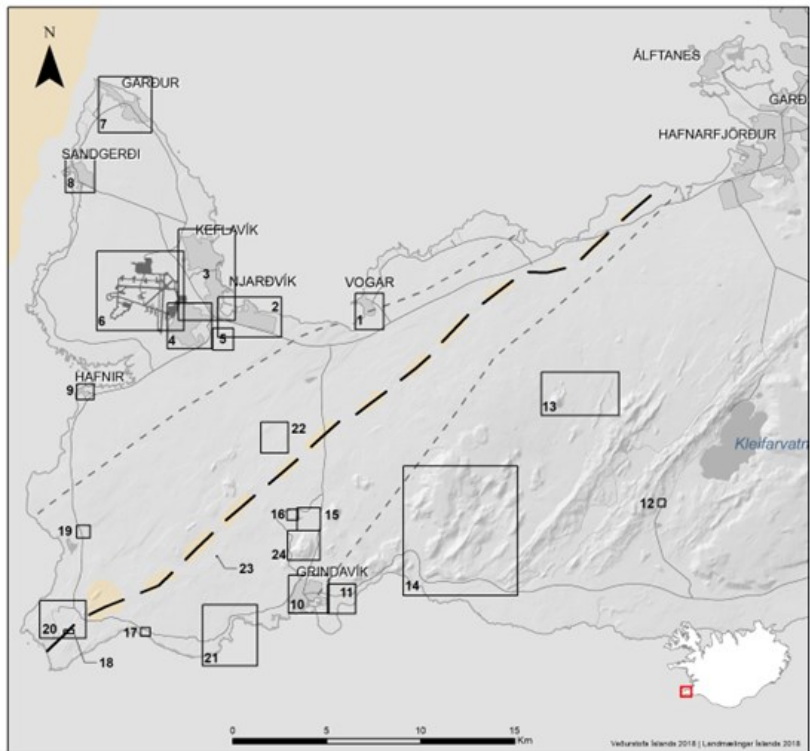 N
ÁLFTANES
GARÐUR
GARÐ
7
HAFNARFJÖRÐUR
SANDGERÐI
8
KEFLAVÍK
3
NJARÐVÍK
VOGAR
2
1
6
4
5
HAFNIR
9
13
22
Kleifarvatn
12
16
15
19
24
23
GRINDAVÍK
14
11
10
20
17
21
18
0 5 10 15
Km
Veðurstofa Íslands 2018 | Landmælingar Íslands 2018